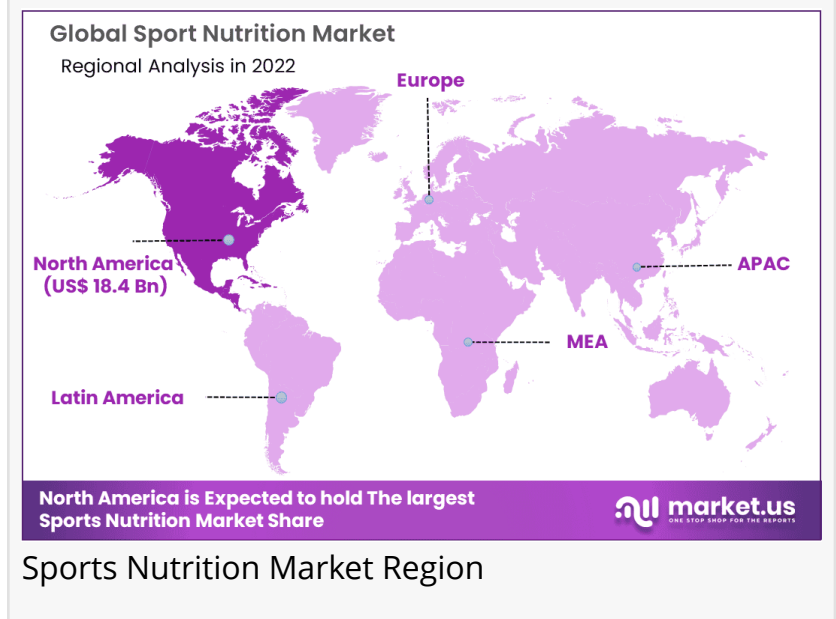 Global Sport Nutrition Market
Regional Analysis in 2022
Europe
North America
(US$ 18.4 Bn)
APAC
MEA
Latin America
North America is Expected to hold The largest
Sports Nutrition Market Share
market.us
ONE STOP SHOP FOR THE REPORTS
Sports Nutrition Market Region